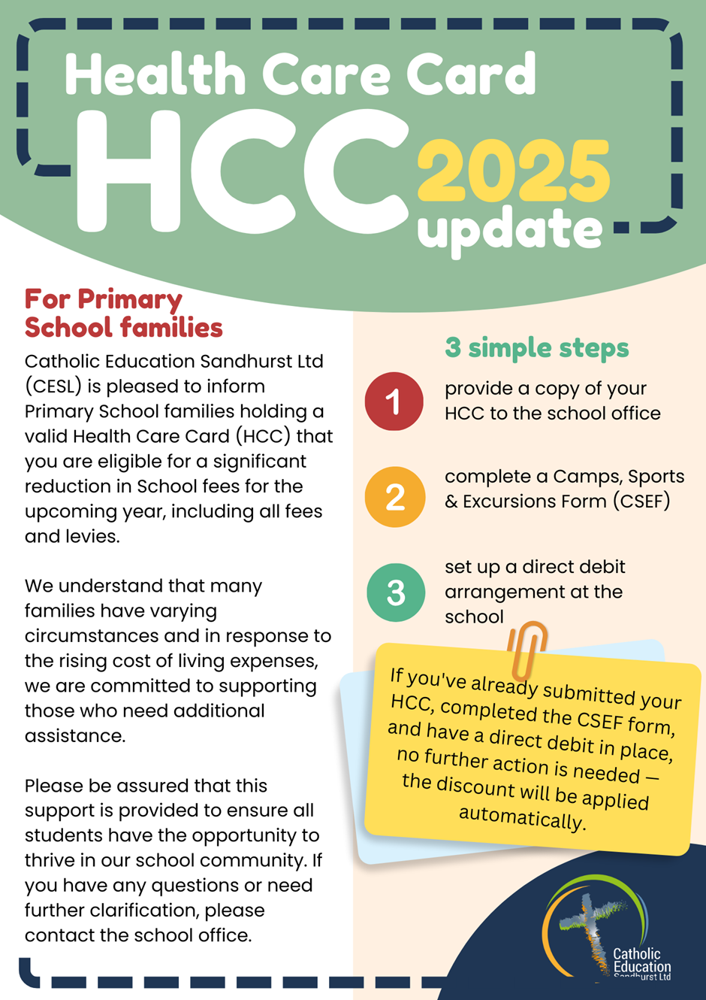 Health Care Card
HCC
2025
update
For Primary
School families
Catholic Education Sandhurst Ltd
(CESL) is pleased to inform
Primary School families holding a
valid Health Care Card (HCC) that
you are eligible for a significant
reduction in School fees for the
upcoming year, including all fees
and levies.
We understand that many
families have varying
circumstances and in response to
the rising cost of living expenses,
we are committed to supporting
those who need additional
assistance.
Please be assured that this
support is provided to ensure all
students have the opportunity to
thrive in our school community. If
you have any questions or need
further clarification, please
contact the school office.
3 simple steps
1
provide a copy of your
HCC to the school office
2
complete a Camps, Sports
& Excursions Form (CSEF)
3
set up a direct debit
arrangement at the
school
If you've already submitted your
HCC, completed the CSEF form,
and have a direct debit in place,
no further action is needed –
the discount will be applied
automatically.
Catholic
Education
Sandhurst Ltd